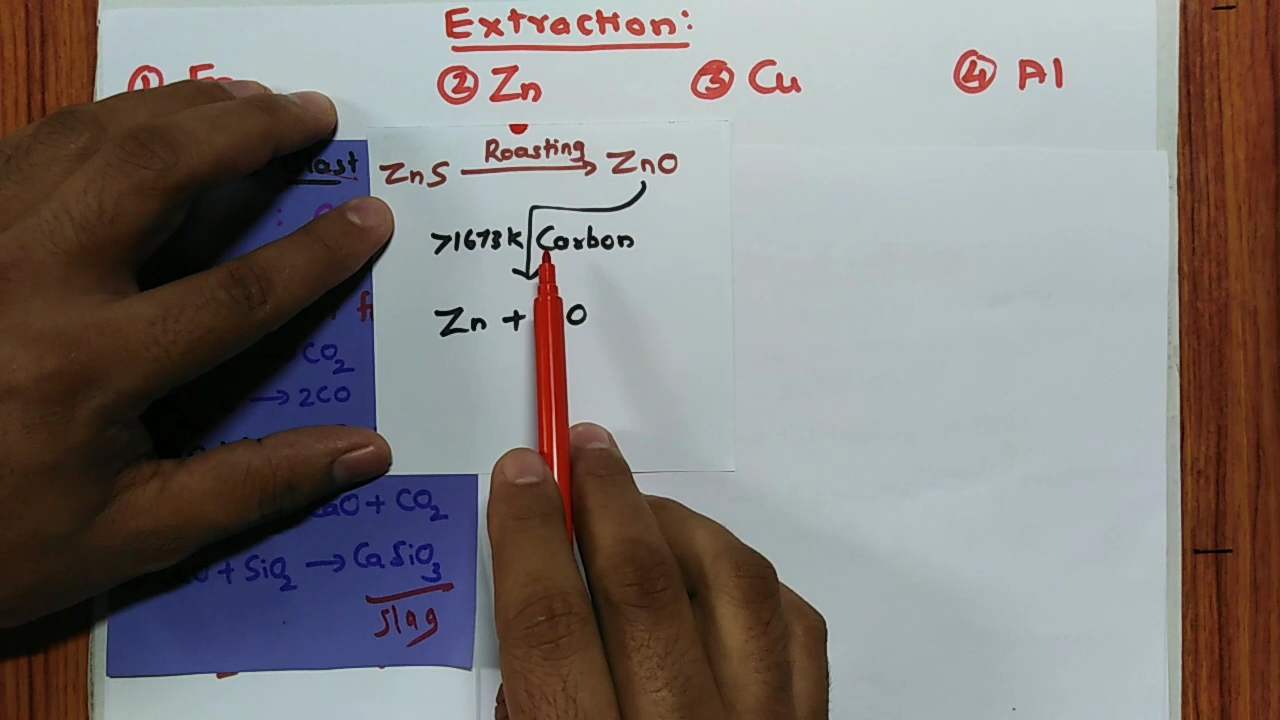 Extraction:
① ② Zn ③ Cu ④ Al
ZnS Roasting → ZnO
>1673K Carbon
Zn + O
CO₂
→ 2CO
+ CO₂
+ SiO₂ → CaSiO₃
slag